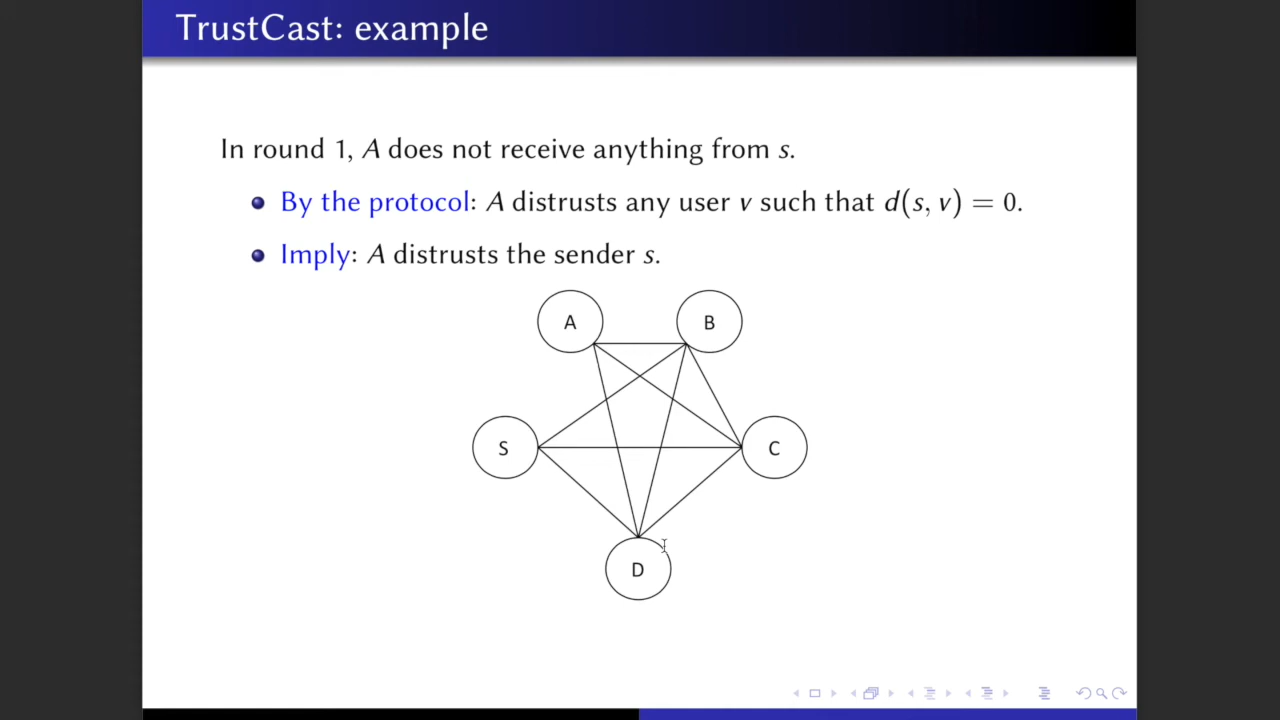 TrustCast: example
In round 1, A does not receive anything from s.
By the protocol: A distrusts any user v such that d(s, v) = 0.
Imply: A distrusts the sender s.
A
B
S
C
D